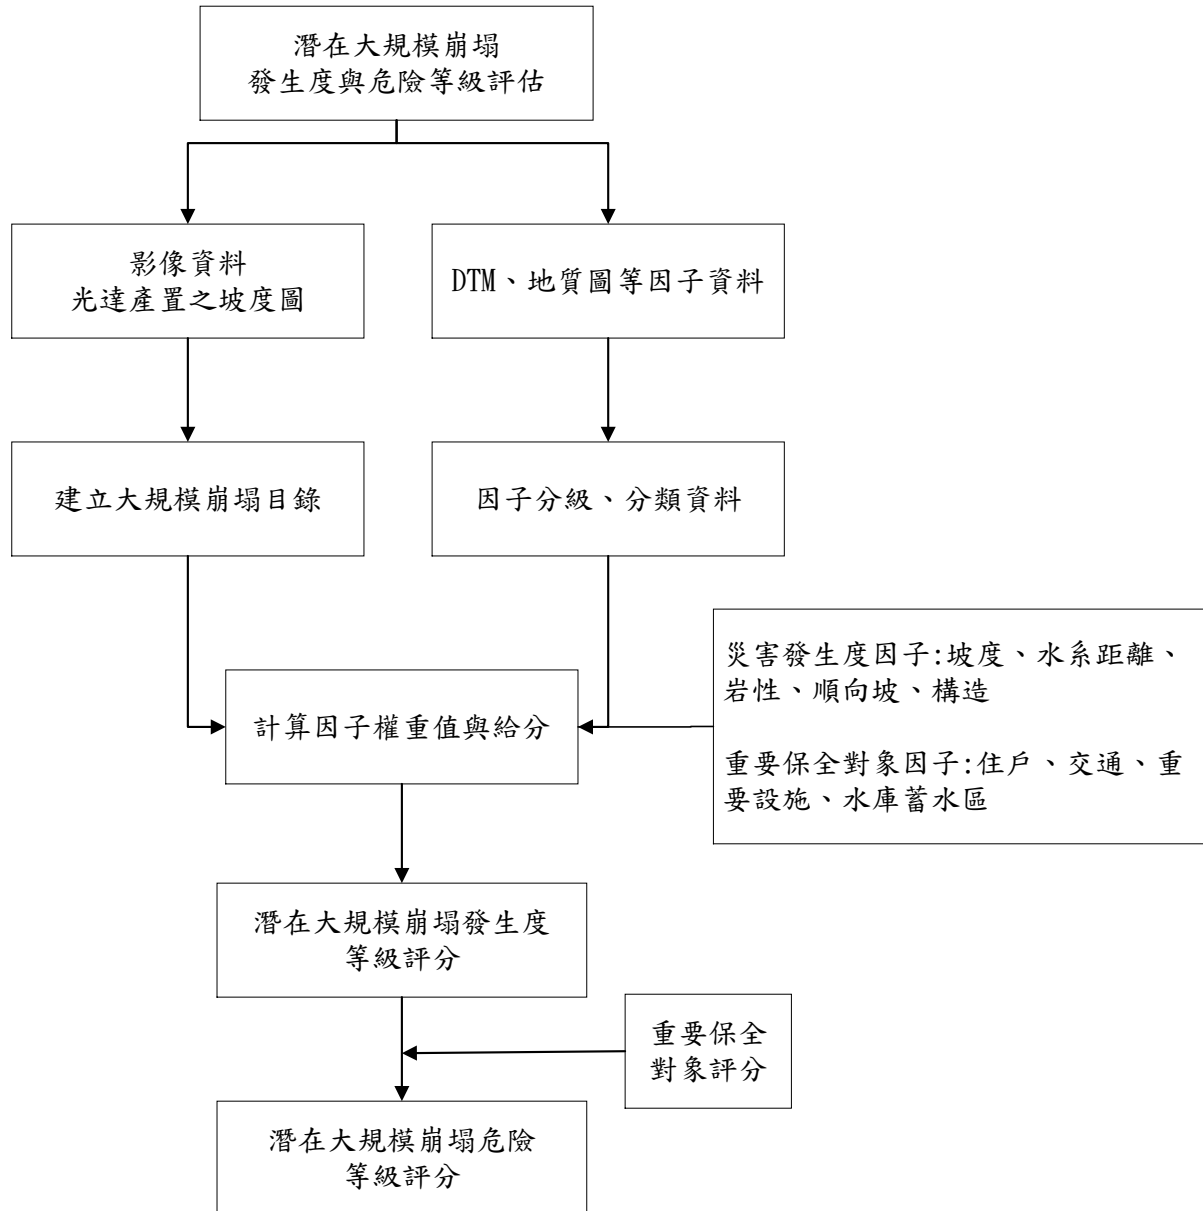 潛在大規模崩塌
發生度與危險等級評估
影像資料
光達產置之坡度圖
DTM、地質圖等因子資料
建立大規模崩塌目錄
因子分級、分類資料
災害發生度因子:坡度、水系距離、
岩性、順向坡、構造
重要保全對象因子:住戶、交通、重
要設施、水庫蓄水區
計算因子權重值與給分
潛在大規模崩塌發生度
等級評分
重要保全
對象評分
潛在大規模崩塌危險
等級評分